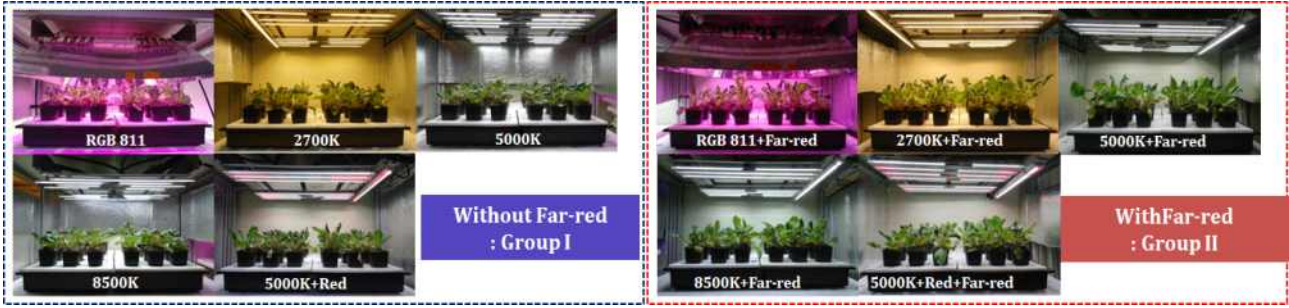 RGB 811
2700K
5000K
8500K
5000K+Red
Without Far-red
: Group I
RGB 811+Far-red
2700K+Far-red
5000K+Far-red
8500K+Far-red
5000K+Red+Far-red
WithFar-red
: Group II